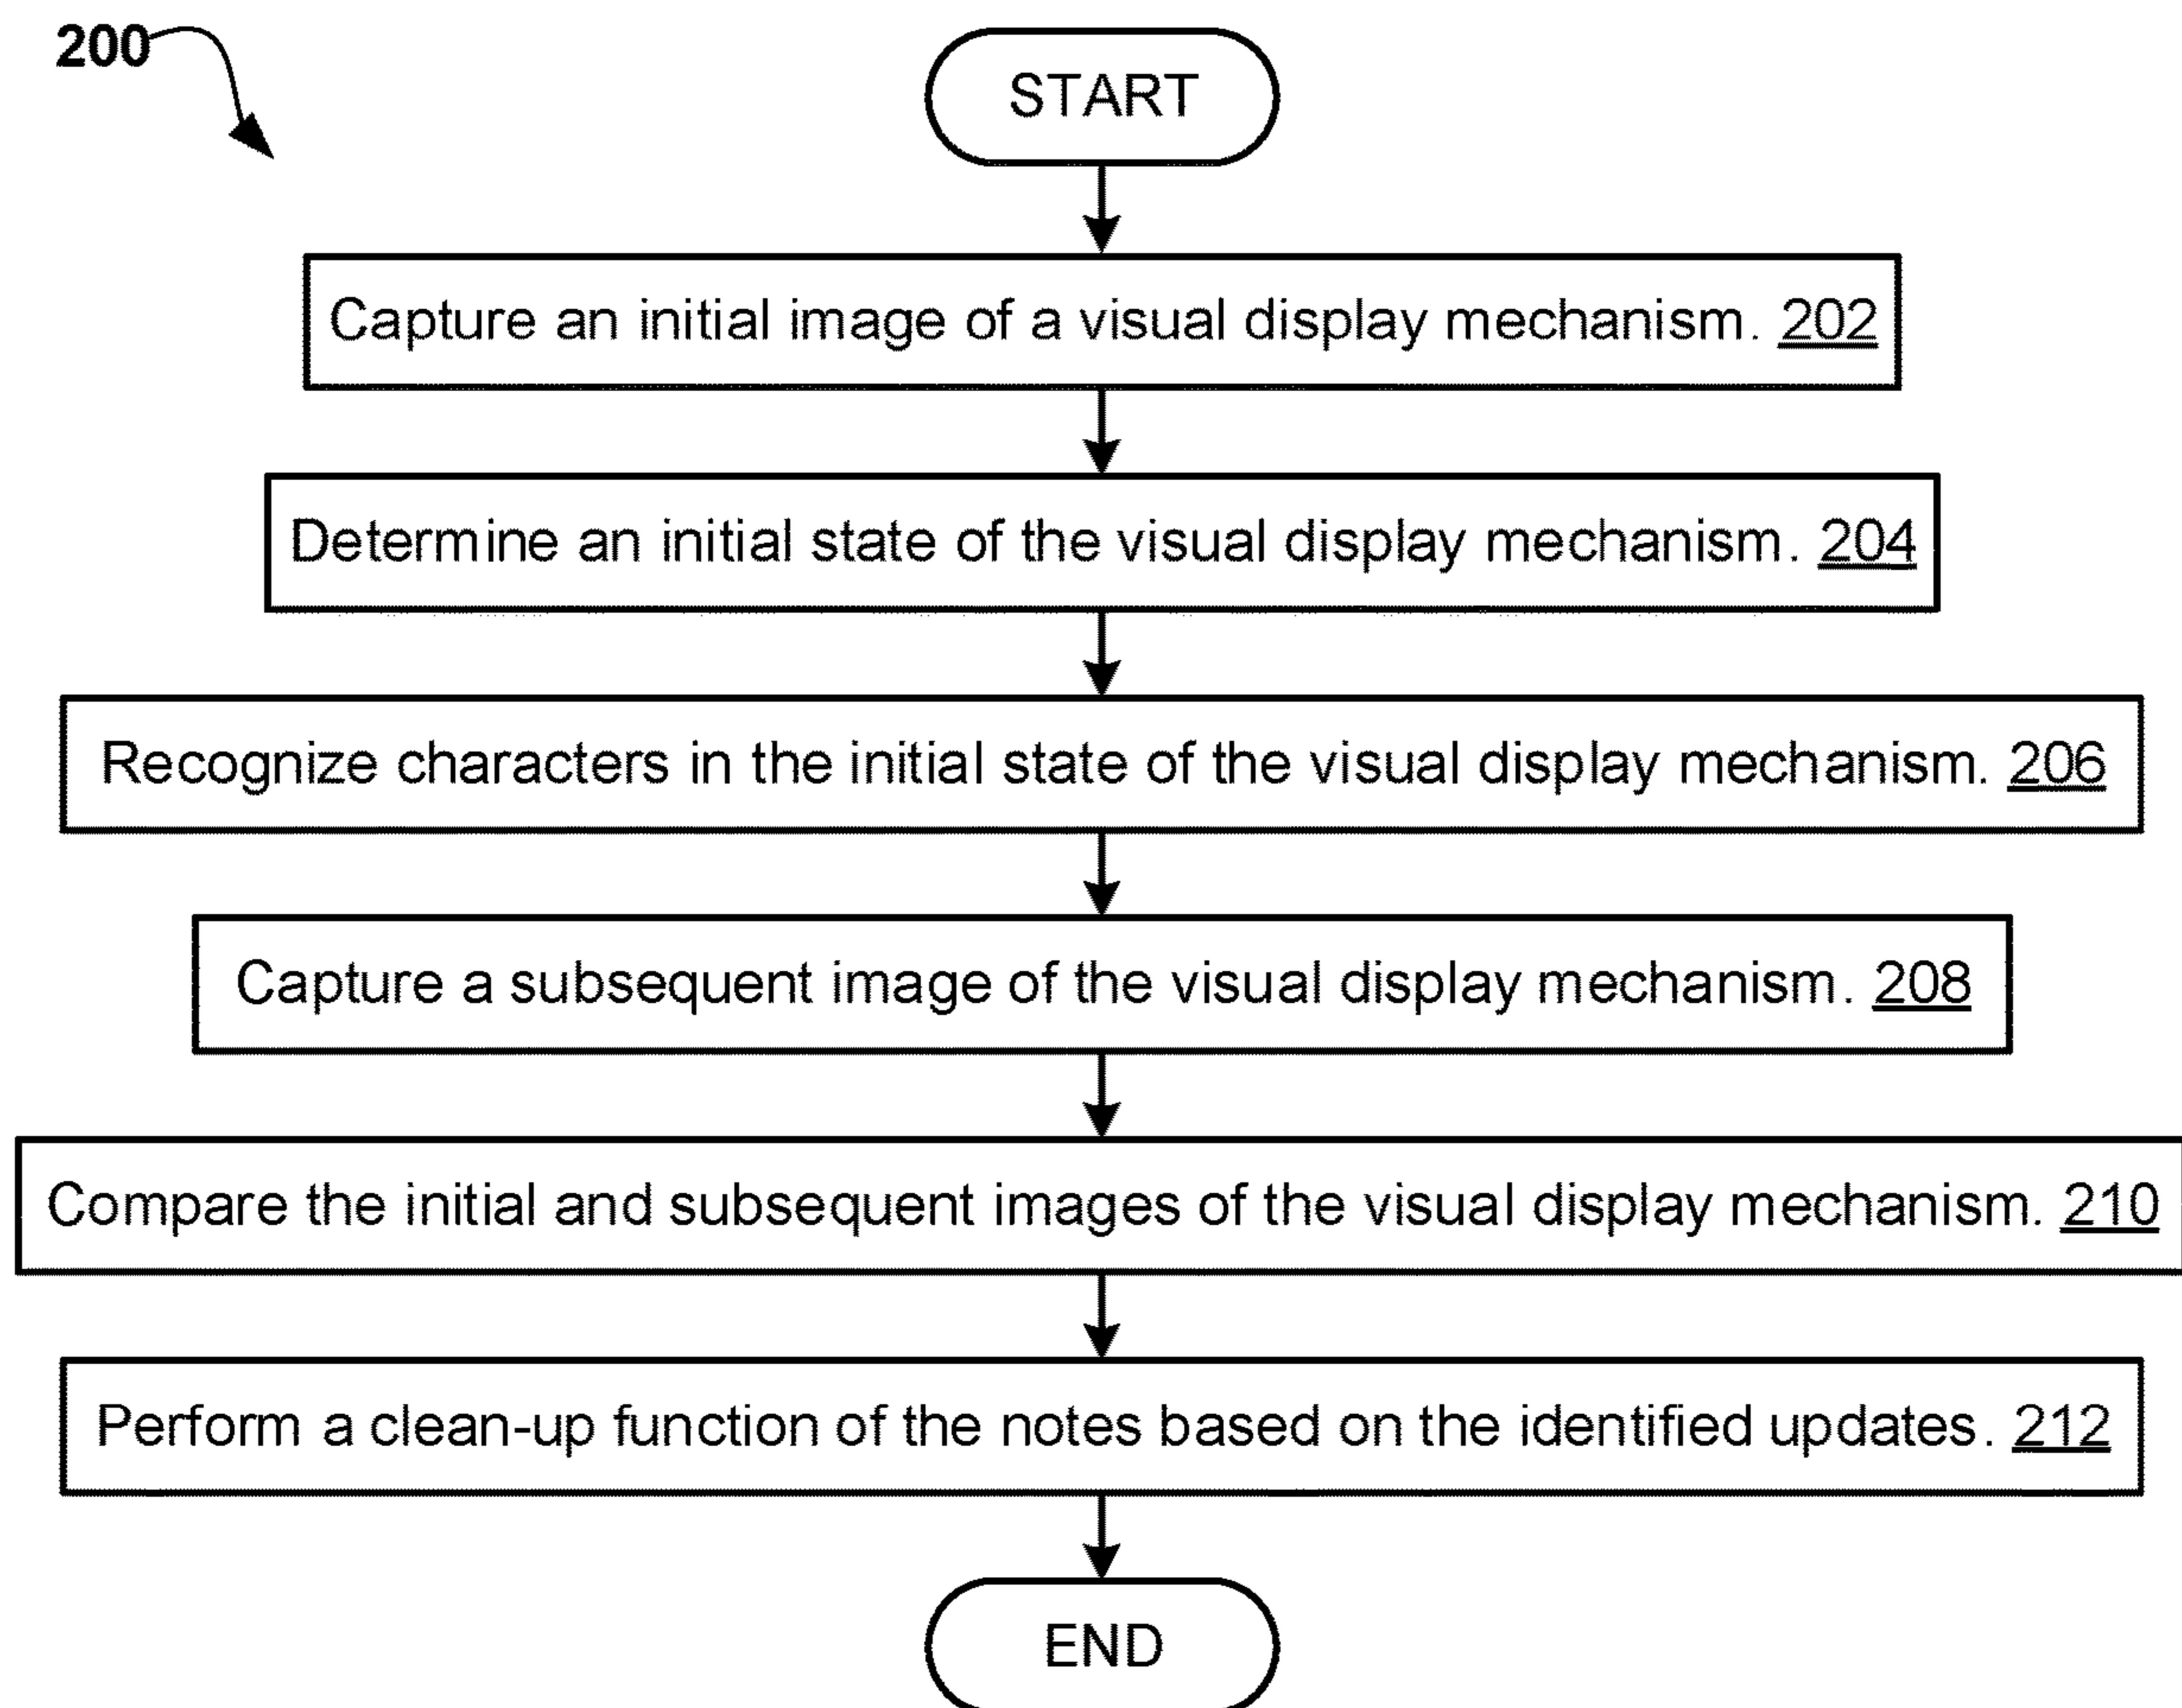 200
START
Capture an initial image of a visual display mechanism. 202
Determine an initial state of the visual display mechanism. 204
Recognize characters in the initial state of the visual display mechanism. 206
Capture a subsequent image of the visual display mechanism. 208
Compare the initial and subsequent images of the visual display mechanism. 210
Perform a clean-up function of the notes based on the identified updates. 212
END